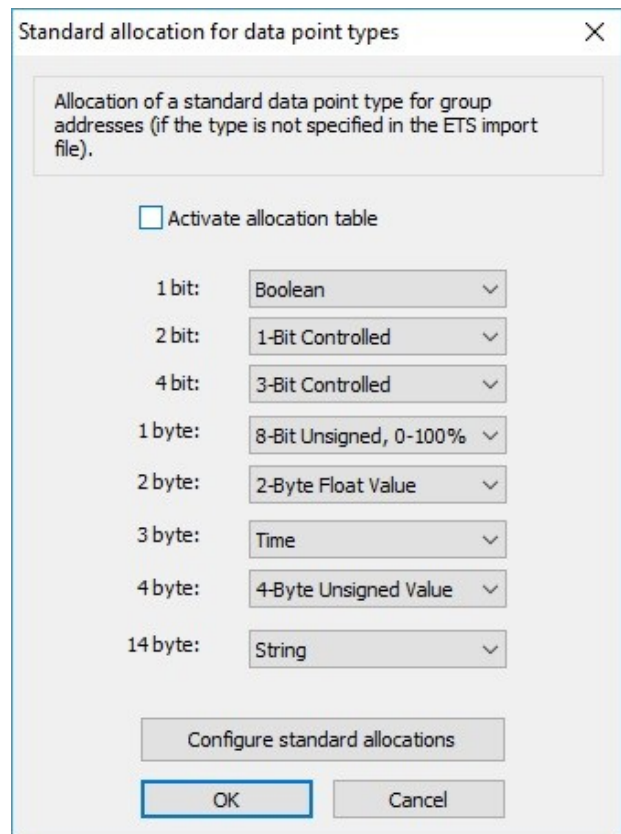 Standard allocation for data point types
Allocation of a standard data point type for group
addresses (if the type is not specified in the ETS import
file).
Activate allocation table
1 bit: Boolean
2 bit: 1-Bit Controlled
4 bit: 3-Bit Controlled
1 byte: 8-Bit Unsigned, 0-100%
2 byte: 2-Byte Float Value
3 byte: Time
4 byte: 4-Byte Unsigned Value
14 byte: String
Configure standard allocations
OK Cancel